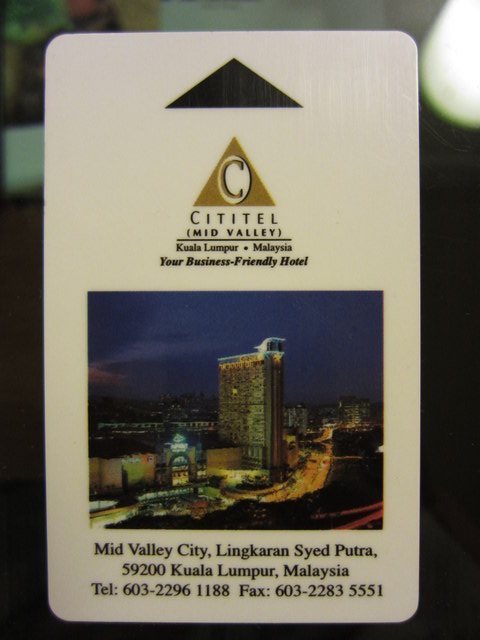 C
CITITEL
(MID VALLEY)
Kuala Lumpur • Malaysia
Your Business-Friendly Hotel
Mid Valley City, Lingkaran Syed Putra,
59200 Kuala Lumpur, Malaysia
Tel: 603-2296 1188 Fax: 603-2283 5551